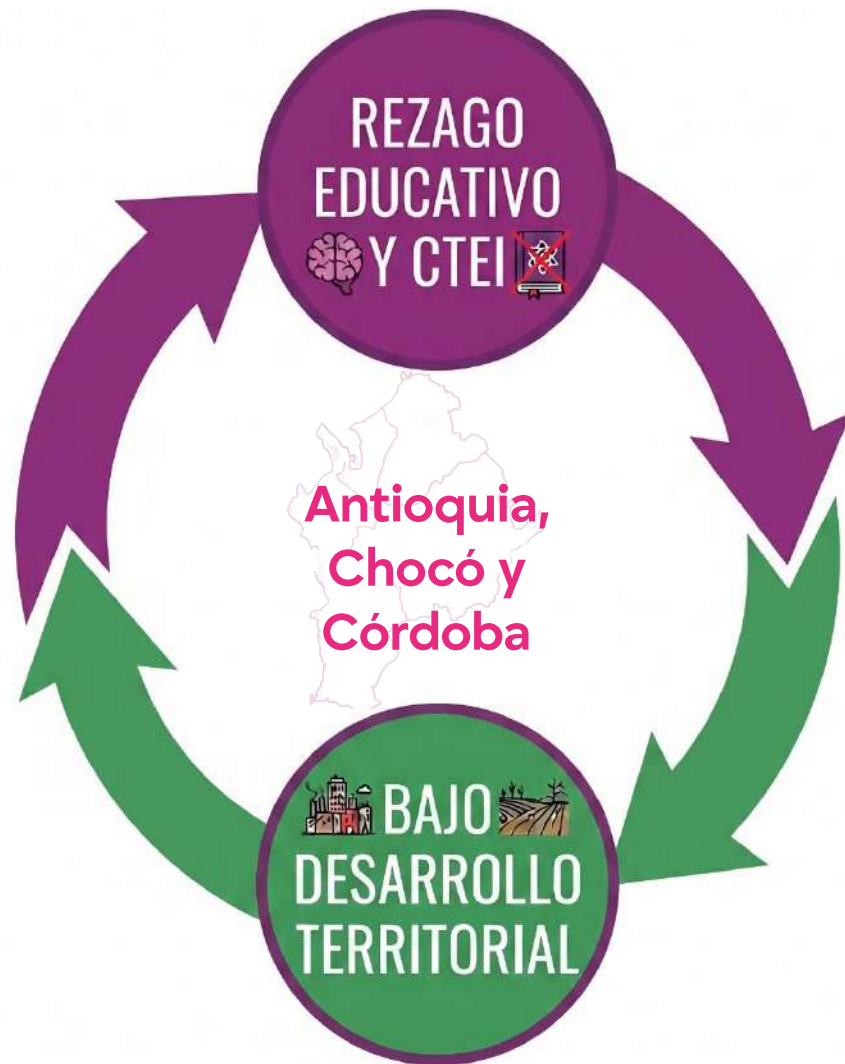 REZAGO
EDUCATIVO
Y CTEI
Antioquia,
Chocó y
Córdoba
BAJO
DESARROLLO
TERRITORIAL